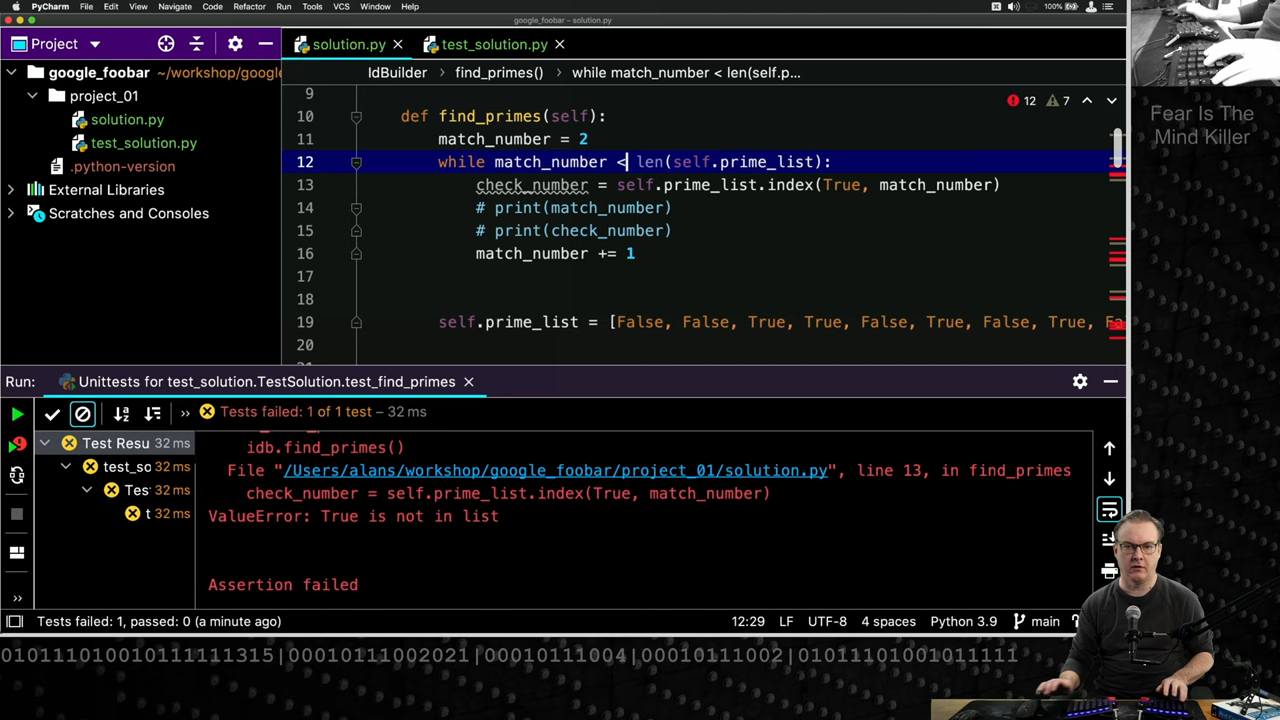 PyCharm File Edit View Navigate Code Refactor Run Tools VCS Window Help 100%
google_foobar – solution.py
Project
solution.py test_solution.py
google_foobar ~/workshop/google
project_01
solution.py
test_solution.py
.python-version
External Libraries
Scratches and Consoles
IdBuilder find_primes() while match_number < len(self.p...
12 7
9
10 def find_primes(self):
11 match_number = 2
12 while match_number < len(self.prime_list):
13 check_number = self.prime_list.index(True, match_number)
14 # print(match_number)
15 # print(check_number)
16 match_number += 1
17
18
19 self.prime_list = [False, False, True, True, False, True, False, True, Fa
20
Fear Is The
Mind Killer
Run: Unittests for test_solution.TestSolution.test_find_primes
Tests failed: 1 of 1 test – 32 ms
Test Resu 32 ms
test_so 32 ms
Tes 32 ms
t 32 ms
idb.find_primes()
File "/Users/alans/workshop/google_foobar/project_01/solution.py", line 13, in find_primes
check_number = self.prime_list.index(True, match_number)
ValueError: True is not in list
Assertion failed
Tests failed: 1, passed: 0 (a minute ago) 12:29 LF UTF-8 4 spaces Python 3.9 main
010111010010111111315|00010111002021|00010111004|00010111002|010111010010111111